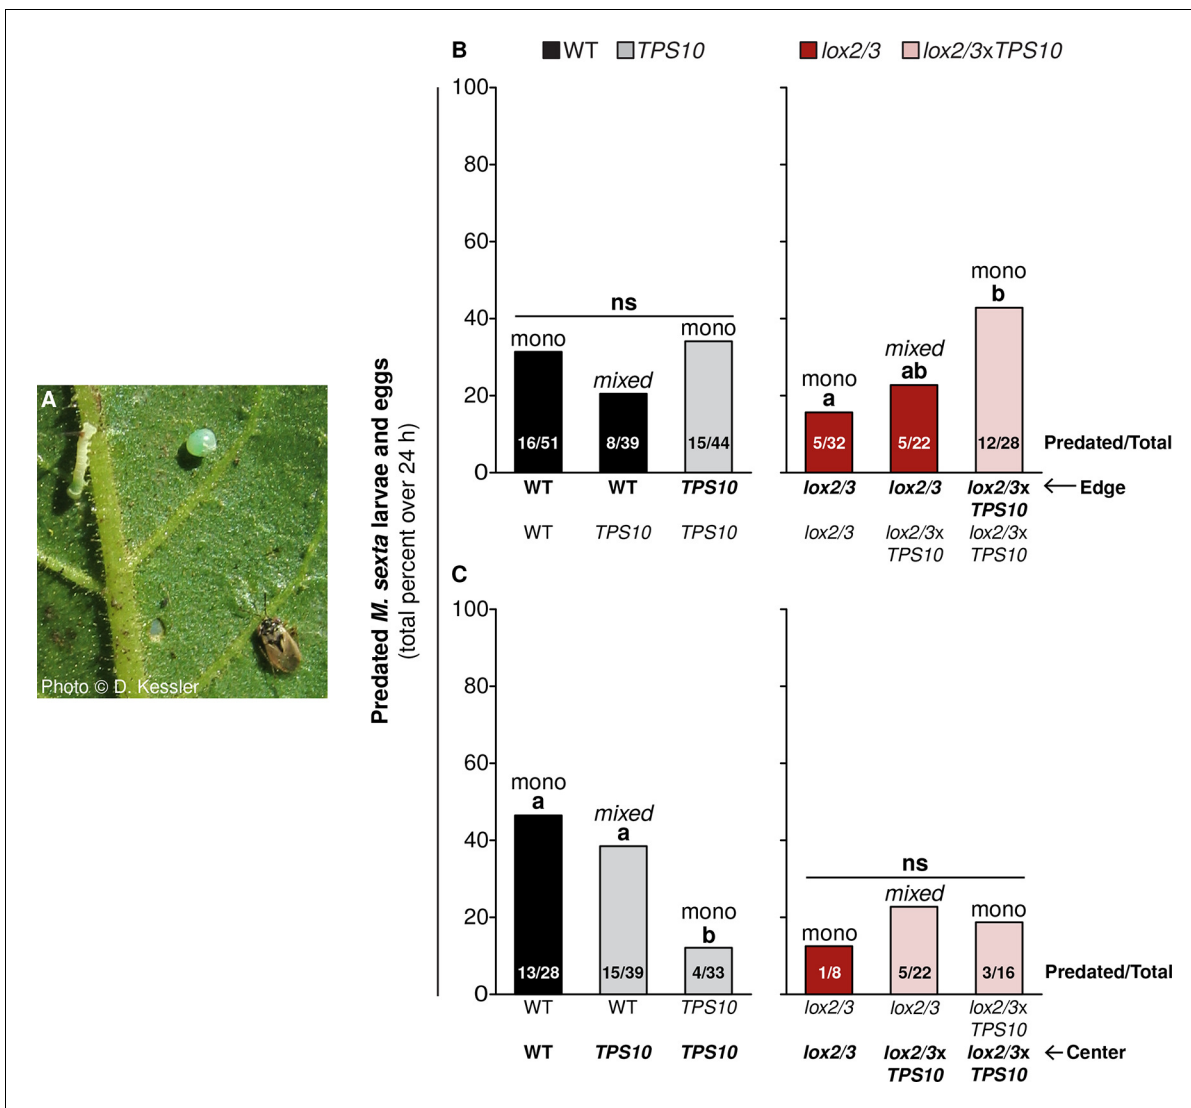 A
Photo © D. Kessler
Predated M. sexta larvae and eggs
(total percent over 24 h)
B
WT TPS10 lox2/3 lox2/3xTPS10
100
80
60
40
20
0
ns
mono
16/51
mixed
8/39
mono
15/44
mono
a
5/32
mixed
ab
5/22
mono
b
12/28
Predated/Total
WT WT TPS10 lox2/3 lox2/3 lox2/3x
TPS10
←Edge
WT TPS10 TPS10 lox2/3 lox2/3x lox2/3x
TPS10 TPS10
C
100
80
60
40
20
0
mono
a
13/28
mixed
a
15/39
mono
b
4/33
ns
mono
1/8
mixed
5/22
mono
3/16
Predated/Total
WT WT TPS10 lox2/3 lox2/3 lox2/3x
TPS10
WT TPS10 TPS10 lox2/3 lox2/3x lox2/3x ←Center
TPS10 TPS10